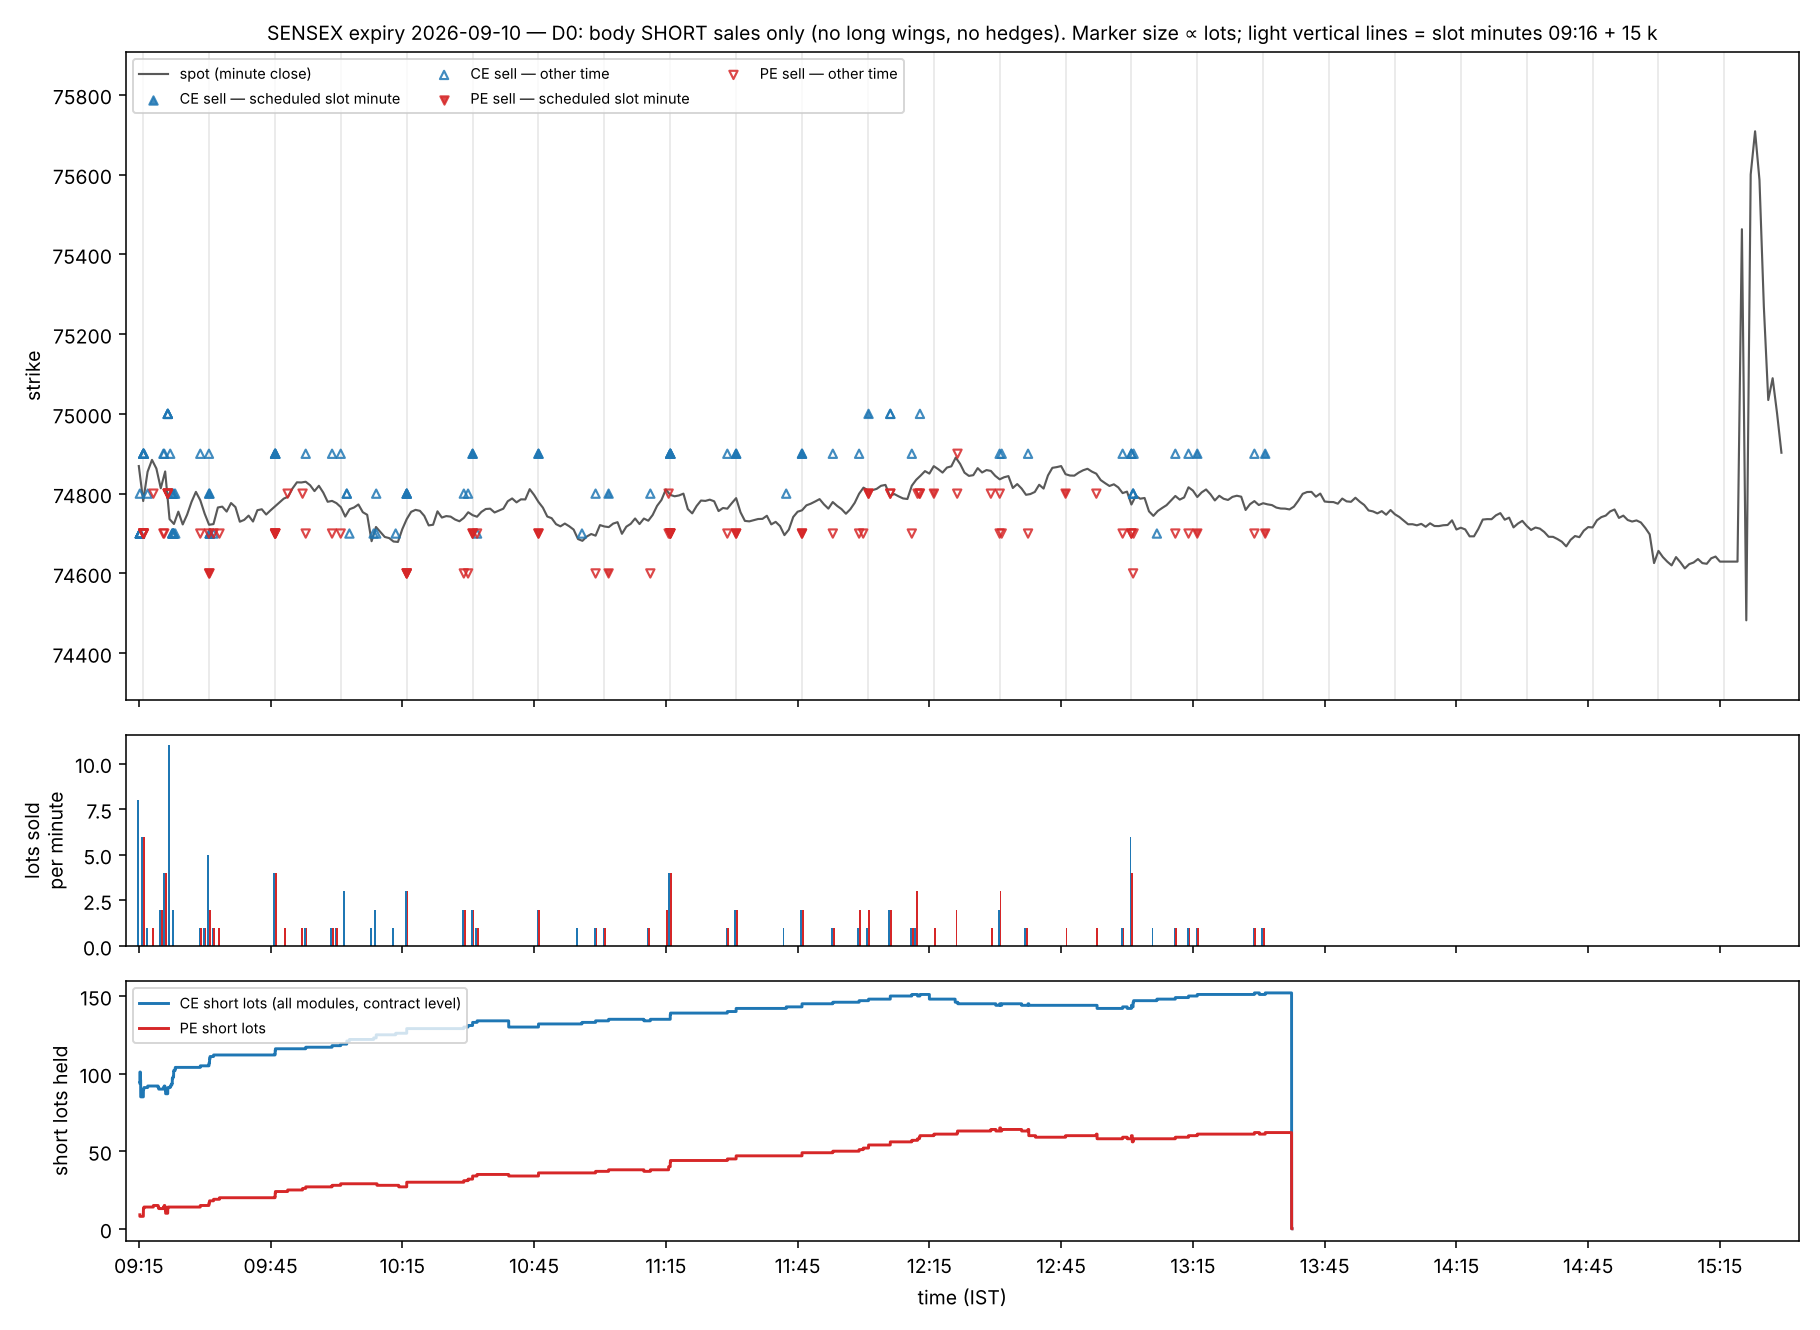 SENSEX expiry 2026-09-10 — D0: body SHORT sales only (no long wings, no hedges). Marker size ∝ lots; light vertical lines = slot minutes 09:16 + 15 k
spot (minute close)
CE sell — scheduled slot minute
CE sell — other time
PE sell — scheduled slot minute
PE sell — other time
75800
75600
75400
75200
75000
74800
74600
74400
strike
10.0
7.5
5.0
2.5
0.0
lots sold
per minute
CE short lots (all modules, contract level)
PE short lots
150
100
50
0
short lots held
09:15
09:45
10:15
10:45
11:15
11:45
12:15
12:45
13:15
13:45
14:15
14:45
15:15
time (IST)